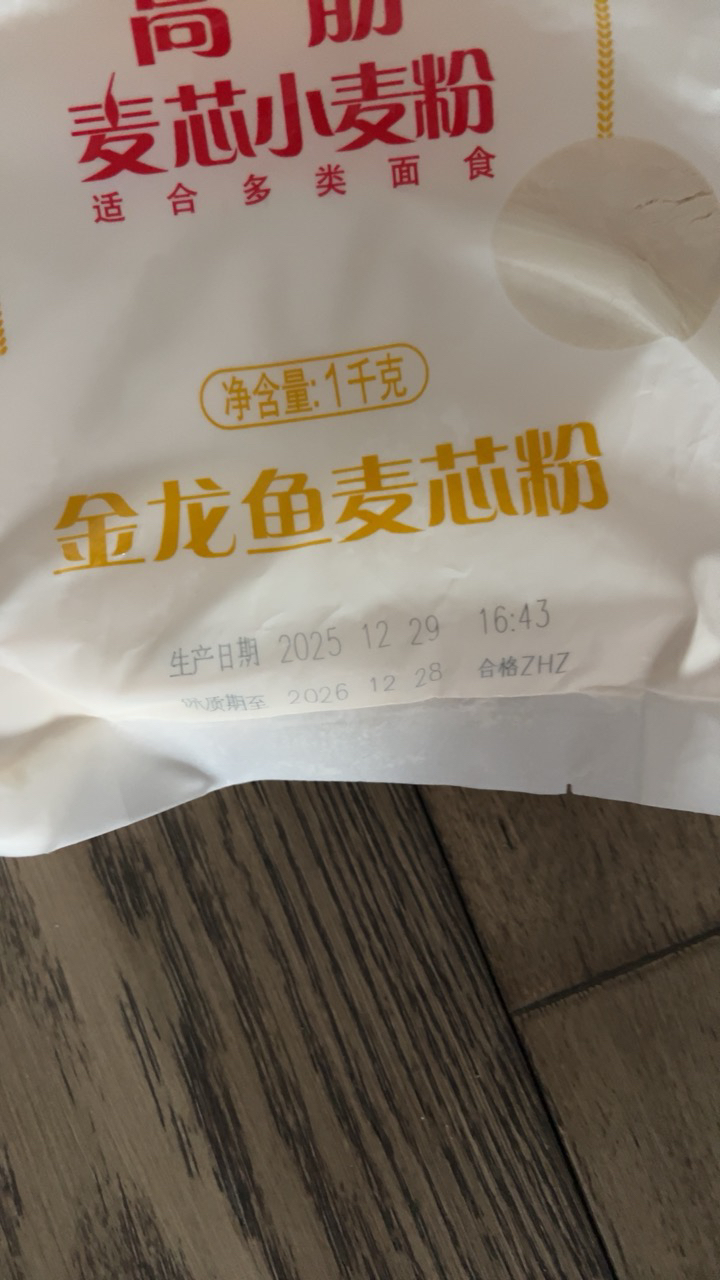 高筋
麦芯小麦粉
适合多类面食
净含量:1千克
金龙鱼麦芯粉
生产日期 2025 12 29 16:43
保质期至 2026 12 28 合格ZHZ